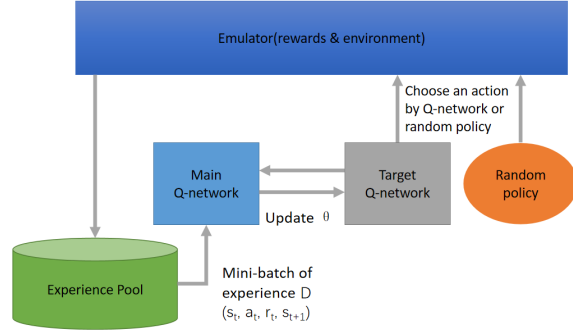 Emulator(rewards & environment)
Choose an action
by Q-network or
random policy
Main
Q-network
Target
Q-network
Random
policy
Update θ
Experience Pool
Mini-batch of
experience D
(sₜ, aₜ, rₜ, sₜ₊₁)